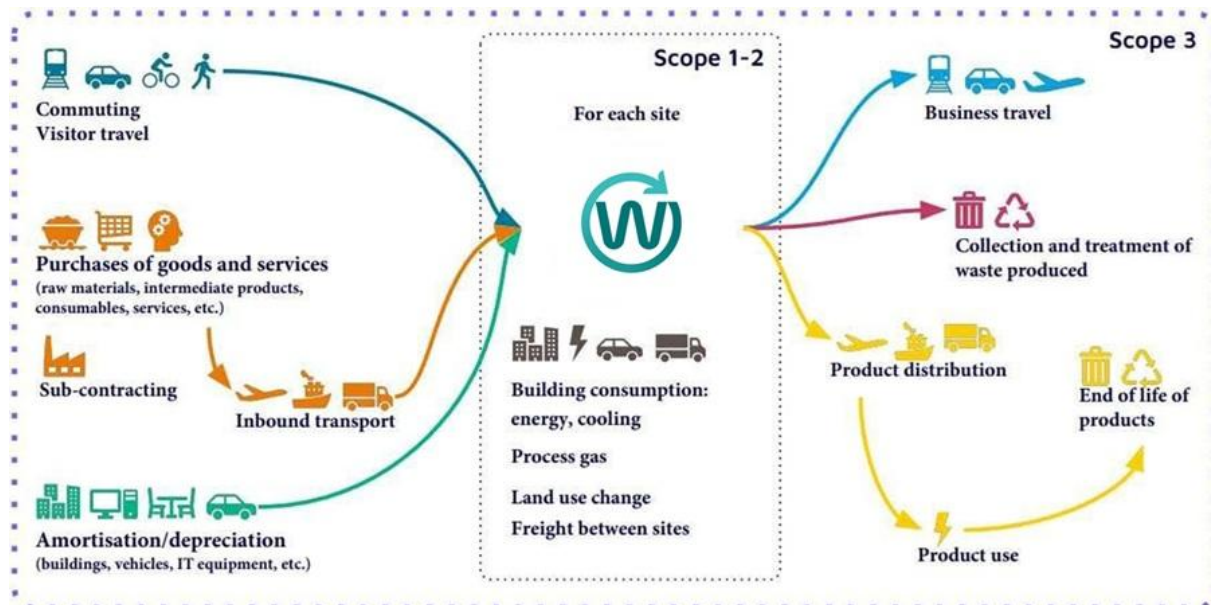 Scope 3
Scope 1-2
Commuting
Visitor travel
Purchases of goods and services
(raw materials, intermediate products,
consumables, services, etc.)
Sub-contracting
Inbound transport
Amortisation/depreciation
(buildings, vehicles, IT equipment, etc.)
For each site
W
Building consumption:
energy, cooling
Process gas
Land use change
Freight between sites
Business travel
Collection and treatment of
waste produced
Product distribution
End of life of
products
Product use